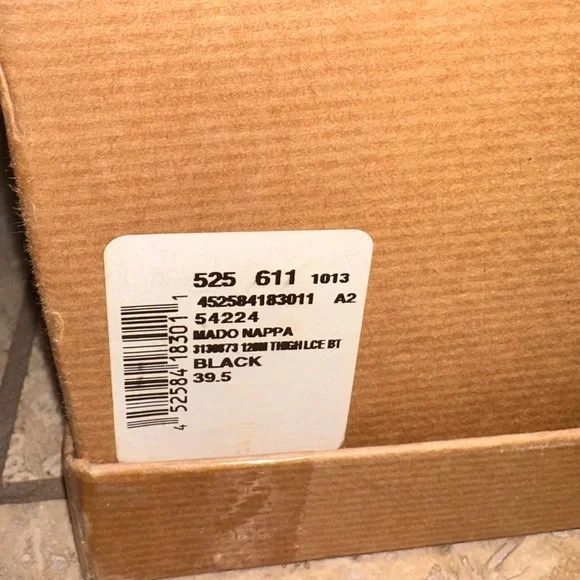 525 611 1013
452584183011 A2
54224
MADO NAPPA
3130873 120M THIGH LCE BT
BLACK
39.5
4 52584 18301 1